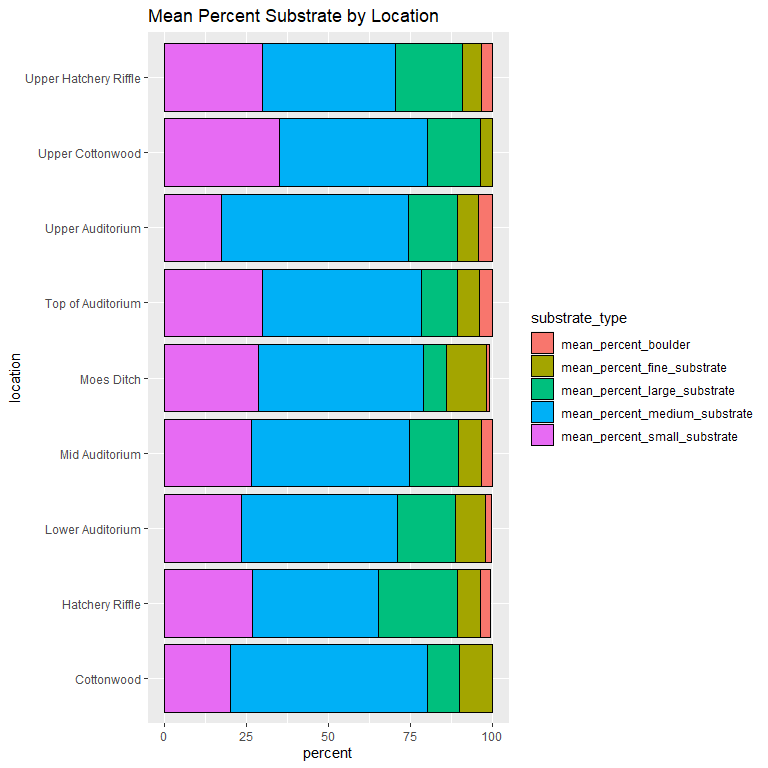 Mean Percent Substrate by Location
Upper Hatchery Riffle
Upper Cottonwood
Upper Auditorium
Top of Auditorium
Moes Ditch
Mid Auditorium
Lower Auditorium
Hatchery Riffle
Cottonwood
location
0 25 50 75 100
percent
substrate_type
mean_percent_boulder
mean_percent_fine_substrate
mean_percent_large_substrate
mean_percent_medium_substrate
mean_percent_small_substrate